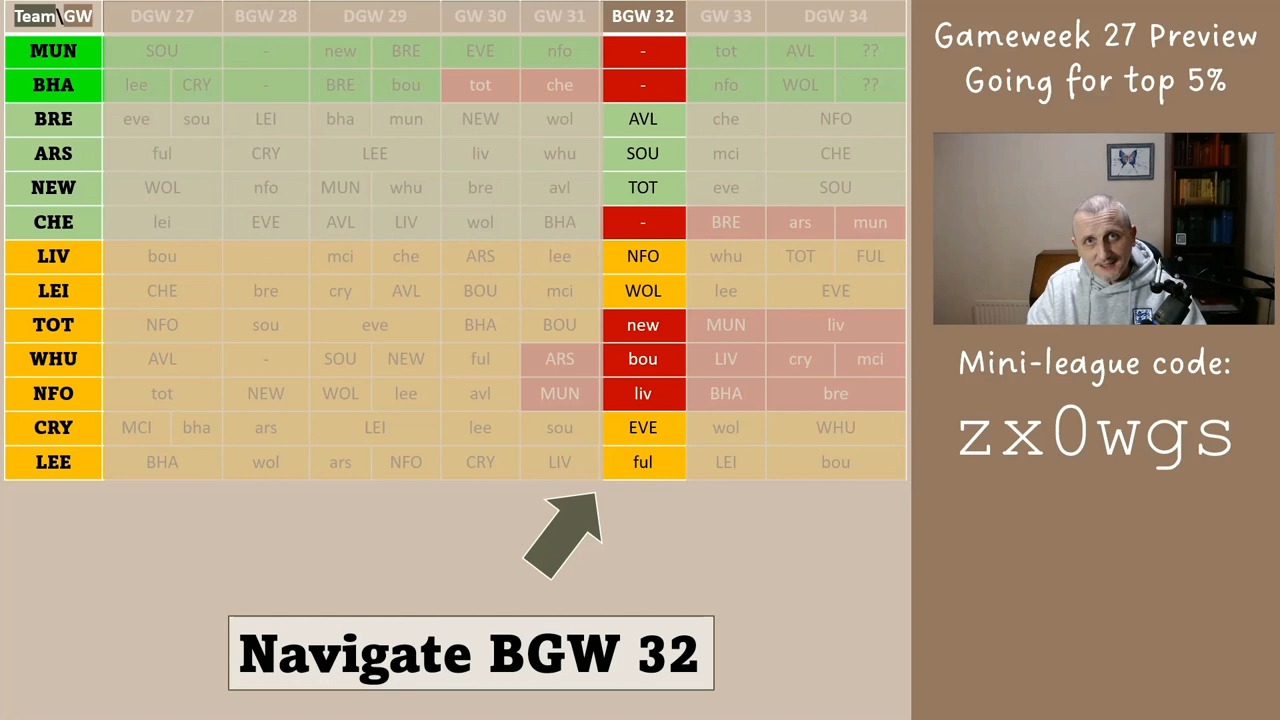 Team\GW DGW 27 BGW 28 DGW 29 GW 30 GW 31 BGW 32 GW 33 DGW 34
MUN SOU - new BRE EVE nfo - tot AVL ??
BHA lee CRY - BRE bou tot che - nfo WOL ??
BRE eve sou LEI bha mun NEW wol AVL che NFO
ARS ful CRY LEE liv whu SOU mci CHE
NEW WOL nfo MUN whu bre avl TOT eve SOU
CHE lei EVE AVL LIV wol BHA - BRE ars mun
LIV bou mci che ARS lee NFO whu TOT FUL
LEI CHE bre cry AVL BOU mci WOL lee EVE
TOT NFO sou eve BHA BOU new MUN liv
WHU AVL - SOU NEW ful ARS bou LIV cry mci
NFO tot NEW WOL lee avl MUN liv BHA bre
CRY MCI bha ars LEI lee sou EVE wol WHU
LEE BHA wol ars NFO CRY LIV ful LEI bou
Navigate BGW 32
Gameweek 27 Preview
Going for top 5%
Mini-league code:
zx0wgs